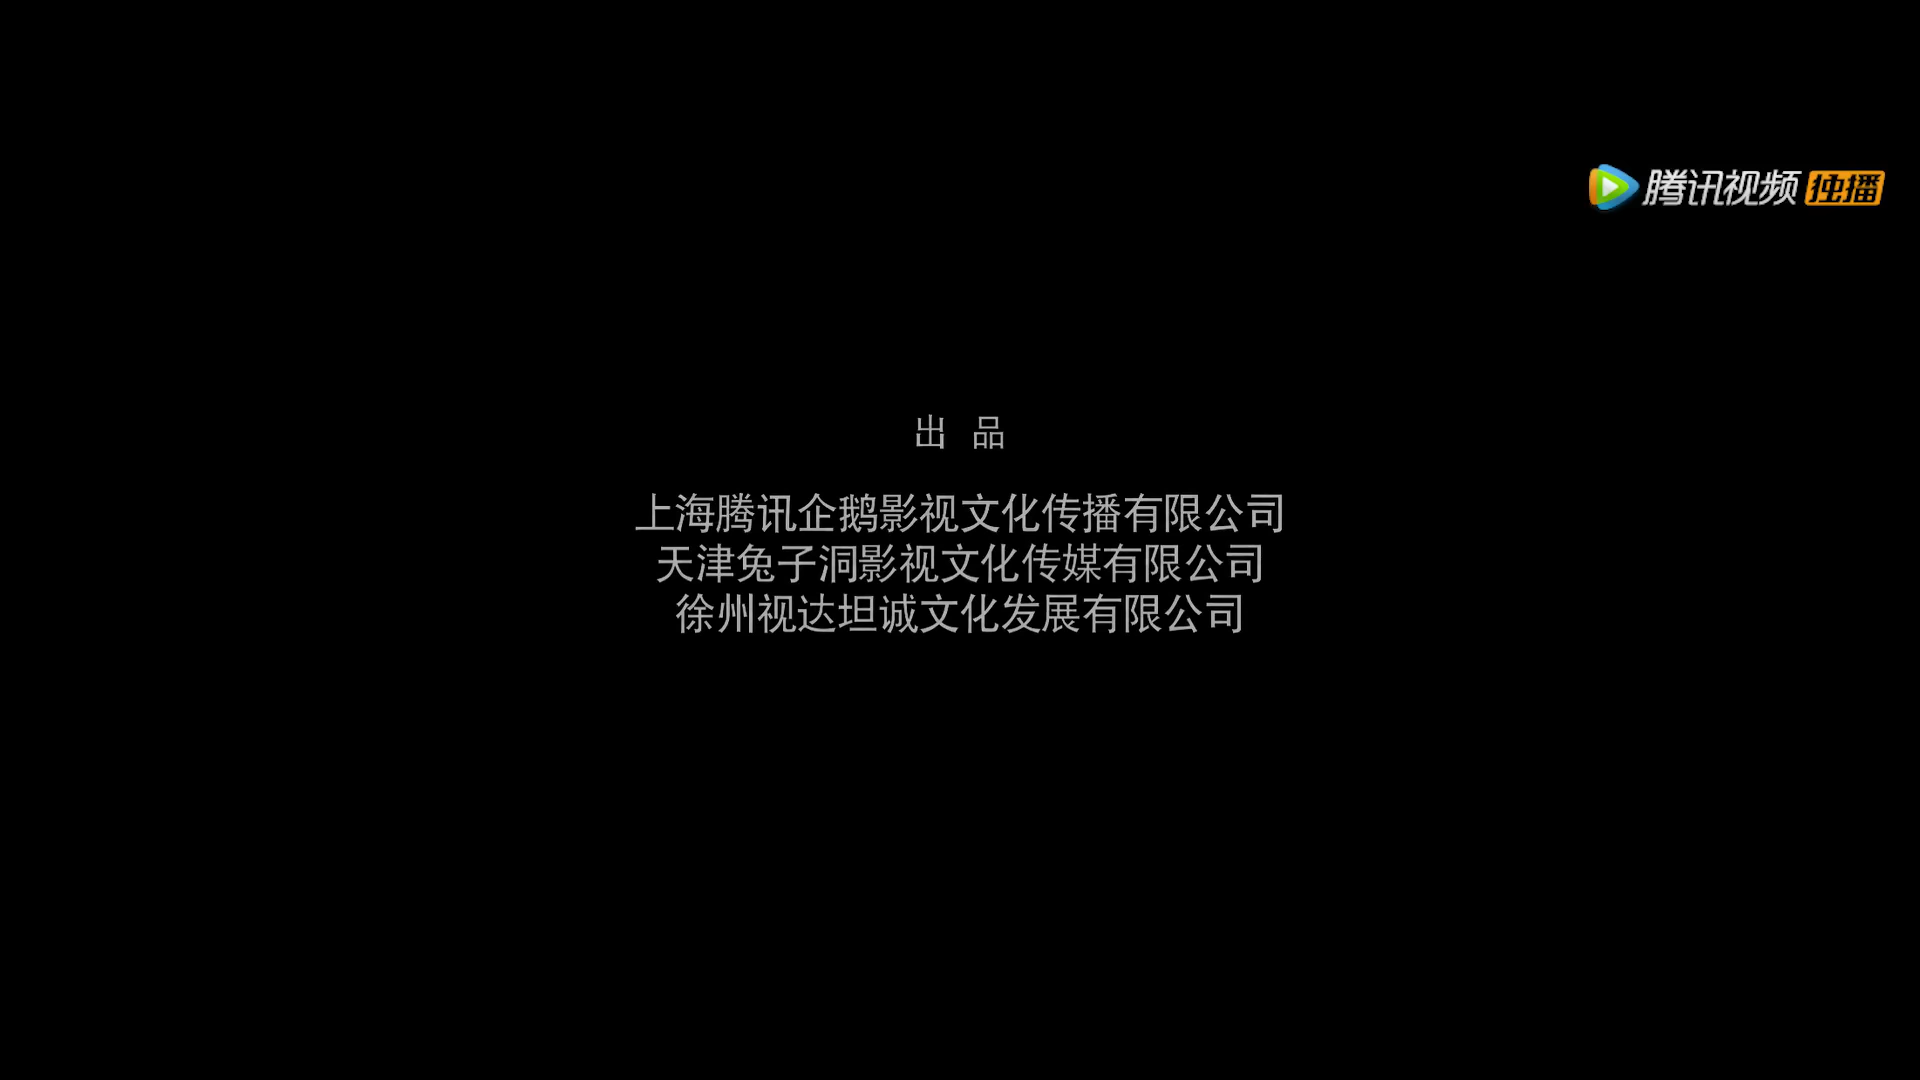 腾讯视频 独播
出 品
上海腾讯企鹅影视文化传播有限公司
天津兔子洞影视文化传媒有限公司
徐州视达坦诚文化发展有限公司